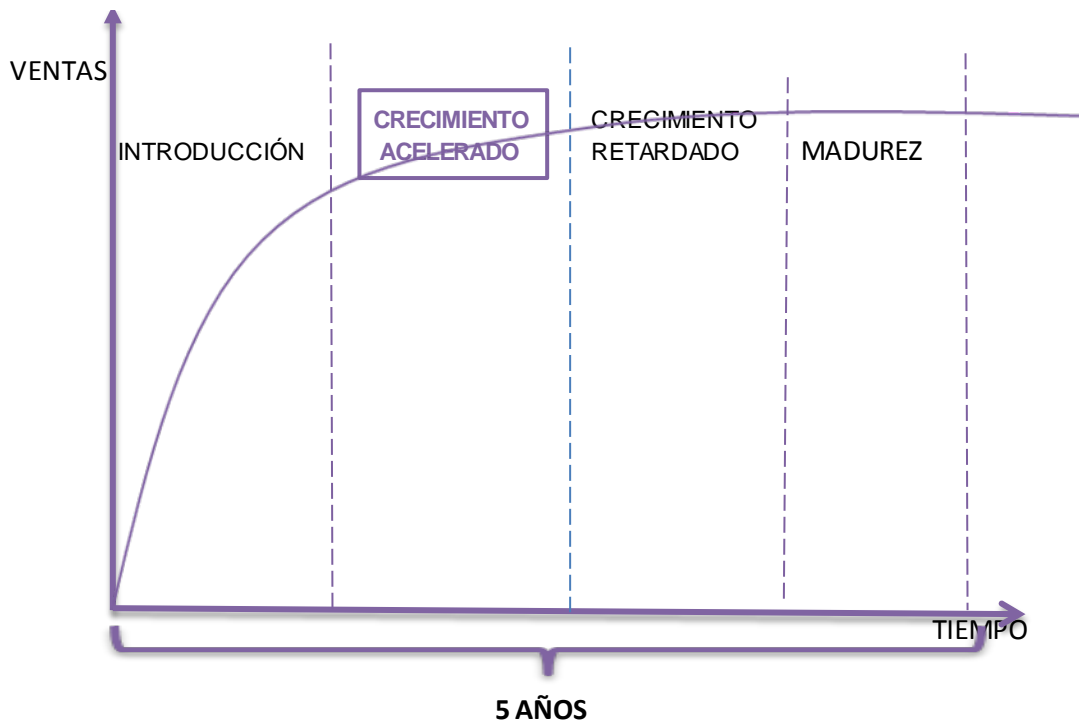 VENTAS
INTRODUCCIÓN
CRECIMIENTO
ACELERADO
CRECIMIENTO
RETARDADO
MADUREZ
TIEMPO
5 AÑOS